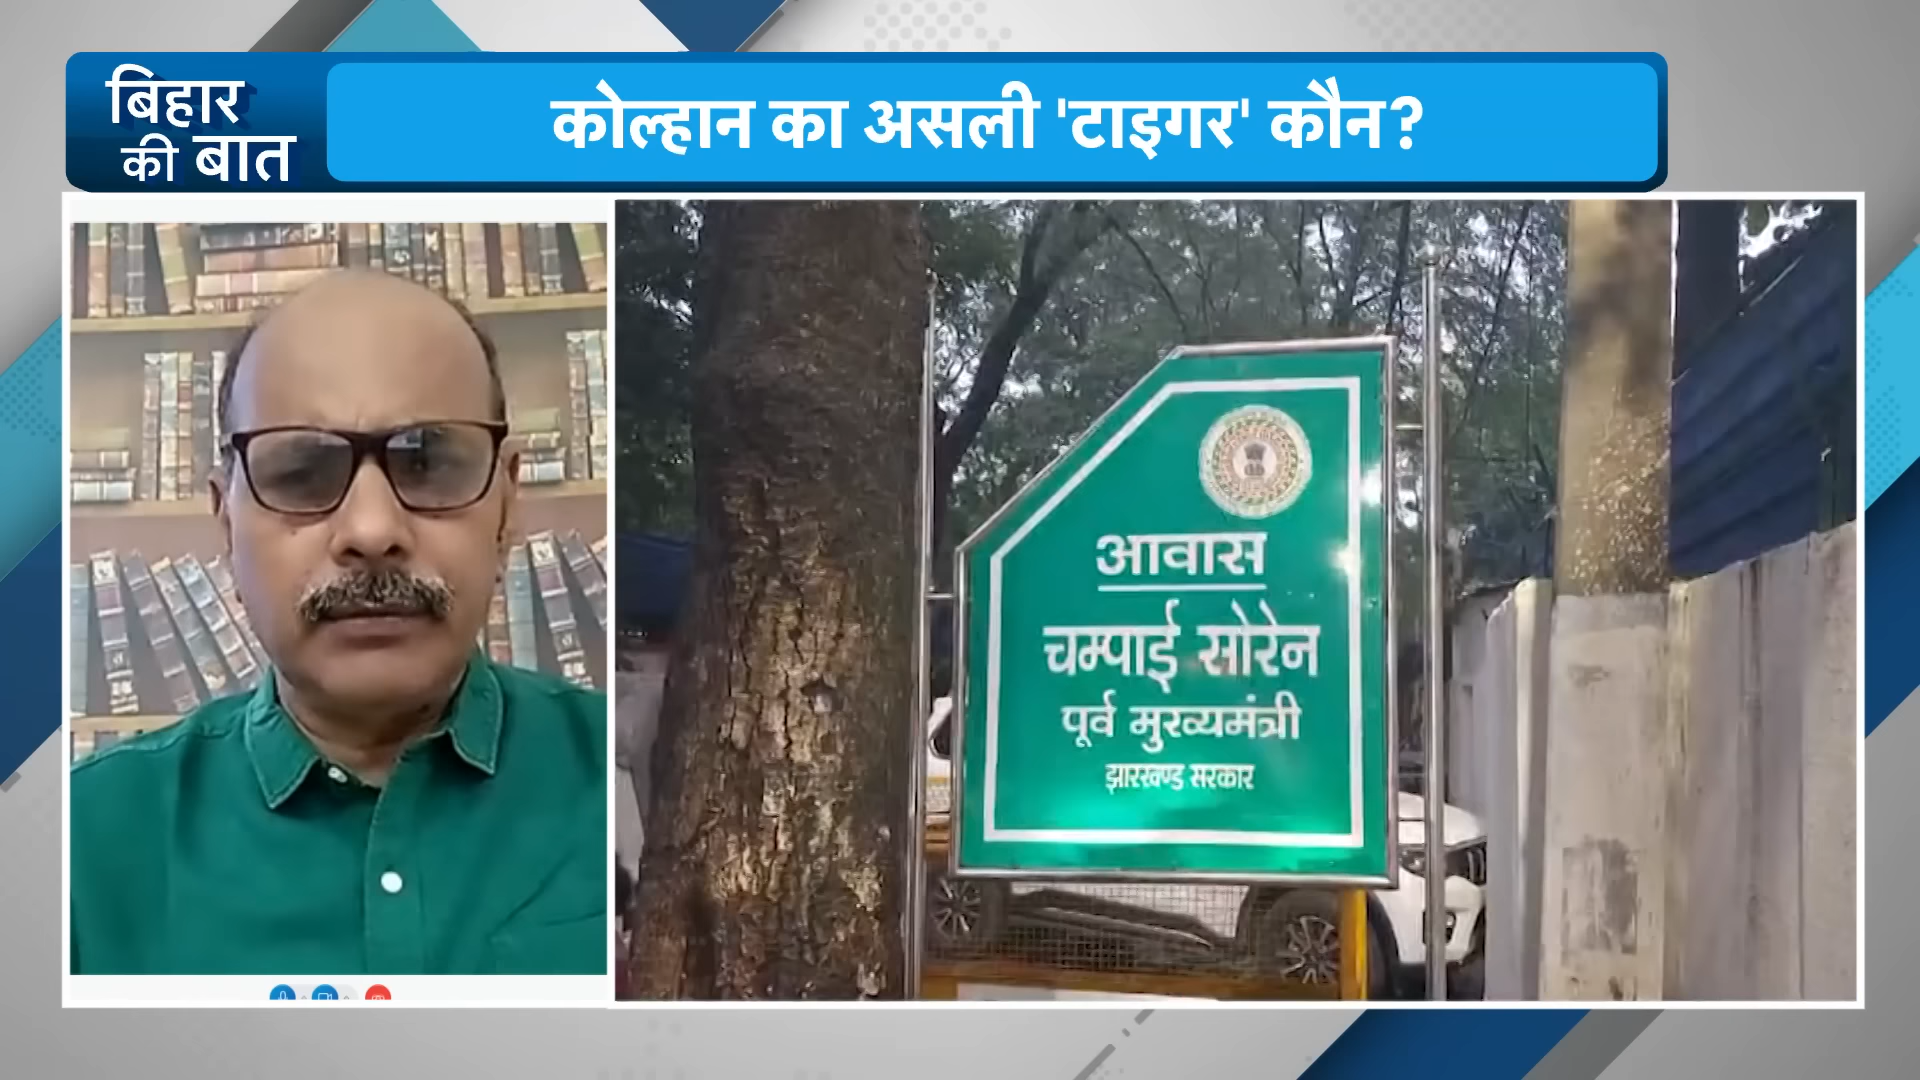 बिहार
की बात
कोल्हान का असली 'टाइगर' कौन?
आवास
चम्पाई सोरेन
पूर्व मुख्यमंत्री
झारखण्ड सरकार